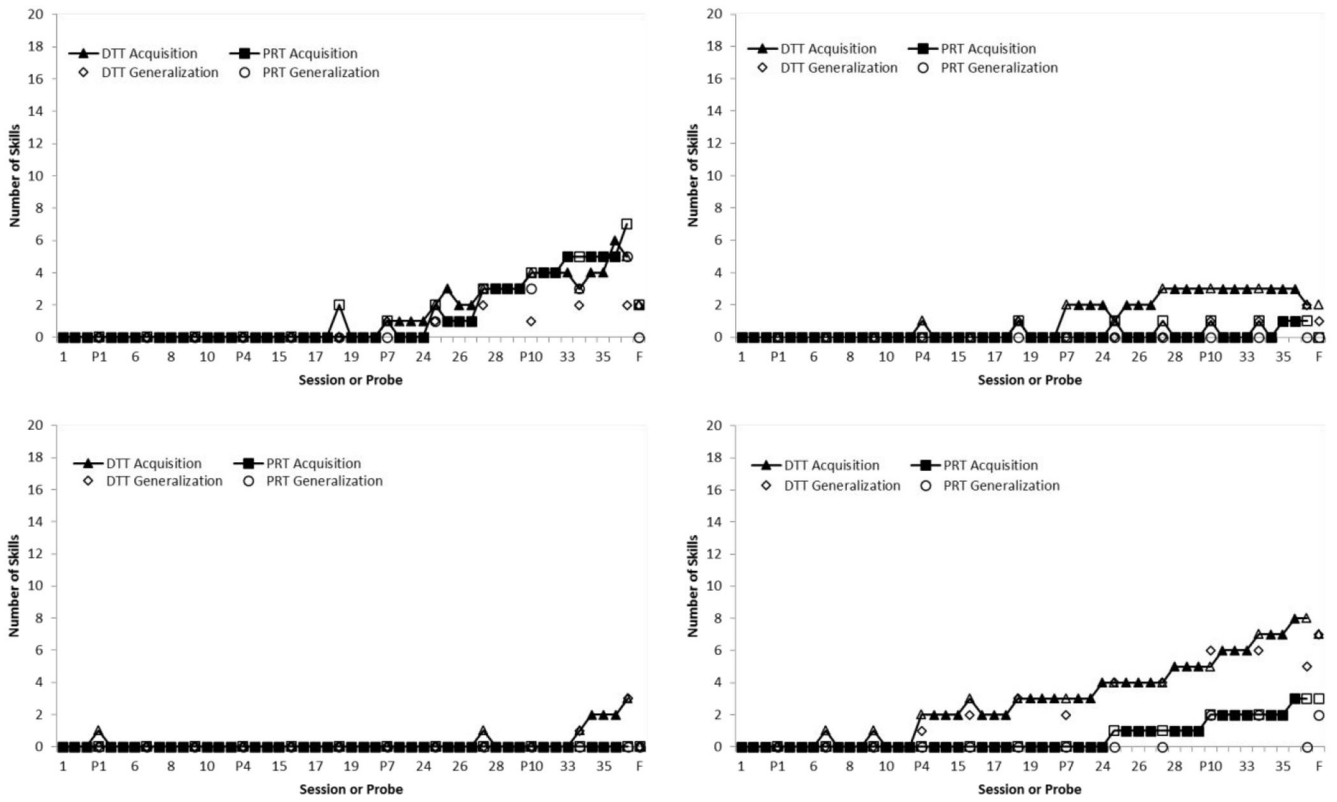 20
18
16
14
12
10
8
6
4
2
0
Number of Skills
DTT Acquisition PRT Acquisition
DTT Generalization PRT Generalization
1 P1 6 8 10 P4 15 17 19 P7 24 26 28 P10 33 35 F
Session or Probe
20
18
16
14
12
10
8
6
4
2
0
Number of Skills
DTT Acquisition PRT Acquisition
DTT Generalization PRT Generalization
1 P1 6 8 10 P4 15 17 19 P7 24 26 28 P10 33 35 F
Session or Probe
20
18
16
14
12
10
8
6
4
2
0
Number of Skills
DTT Acquisition PRT Acquisition
DTT Generalization PRT Generalization
1 P1 6 8 10 P4 15 17 19 P7 24 26 28 P10 33 35 F
Session or Probe
20
18
16
14
12
10
8
6
4
2
0
Number of Skills
DTT Acquisition PRT Acquisition
DTT Generalization PRT Generalization
1 P1 6 8 10 P4 15 17 19 P7 24 26 28 P10 33 35 F
Session or Probe